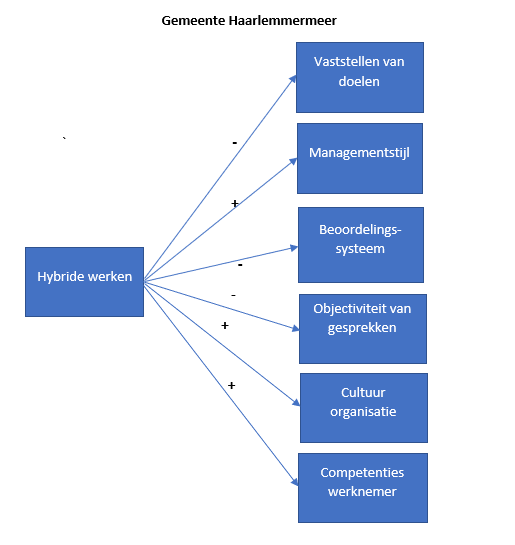 Gemeente Haarlemmermeer
Vaststellen van
doelen
`
-
Managementstijl
+
Beoordelings-
systeem
-
Hybride werken
-
Objectiviteit van
gesprekken
+
Cultuur
organisatie
+
Competenties
werknemer